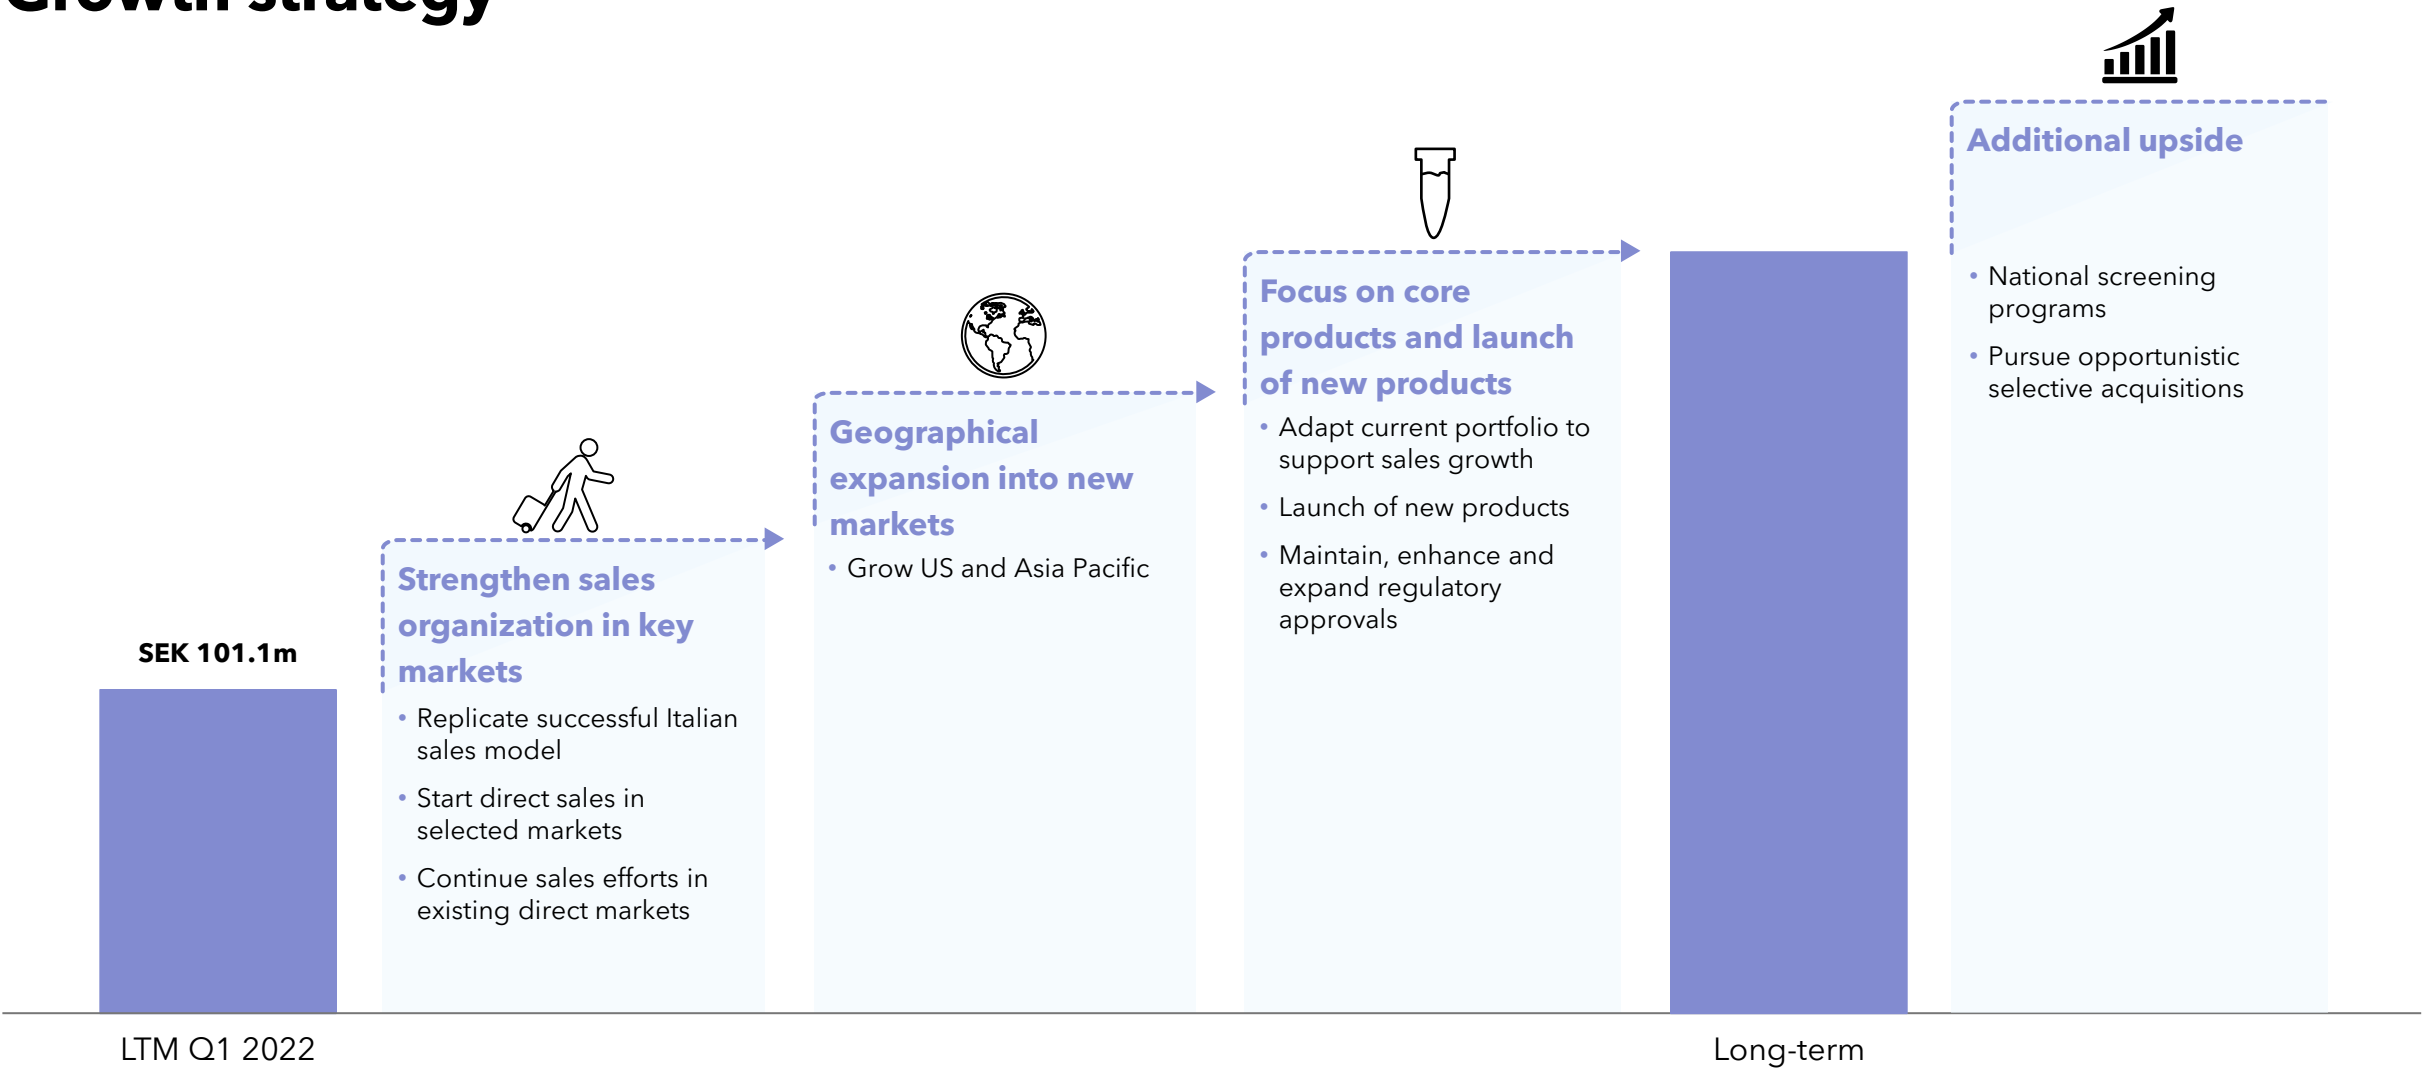 Growth strategy
SEK 101.1m
LTM Q1 2022
Strengthen sales
organization in key
markets
• Replicate successful Italian
sales model
• Start direct sales in
selected markets
• Continue sales efforts in
existing direct markets
Geographical
expansion into new
markets
• Grow US and Asia Pacific
Focus on core
products and launch
of new products
• Adapt current portfolio to
support sales growth
• Launch of new products
• Maintain, enhance and
expand regulatory
approvals
Long-term
Additional upside
• National screening
programs
• Pursue opportunistic
selective acquisitions